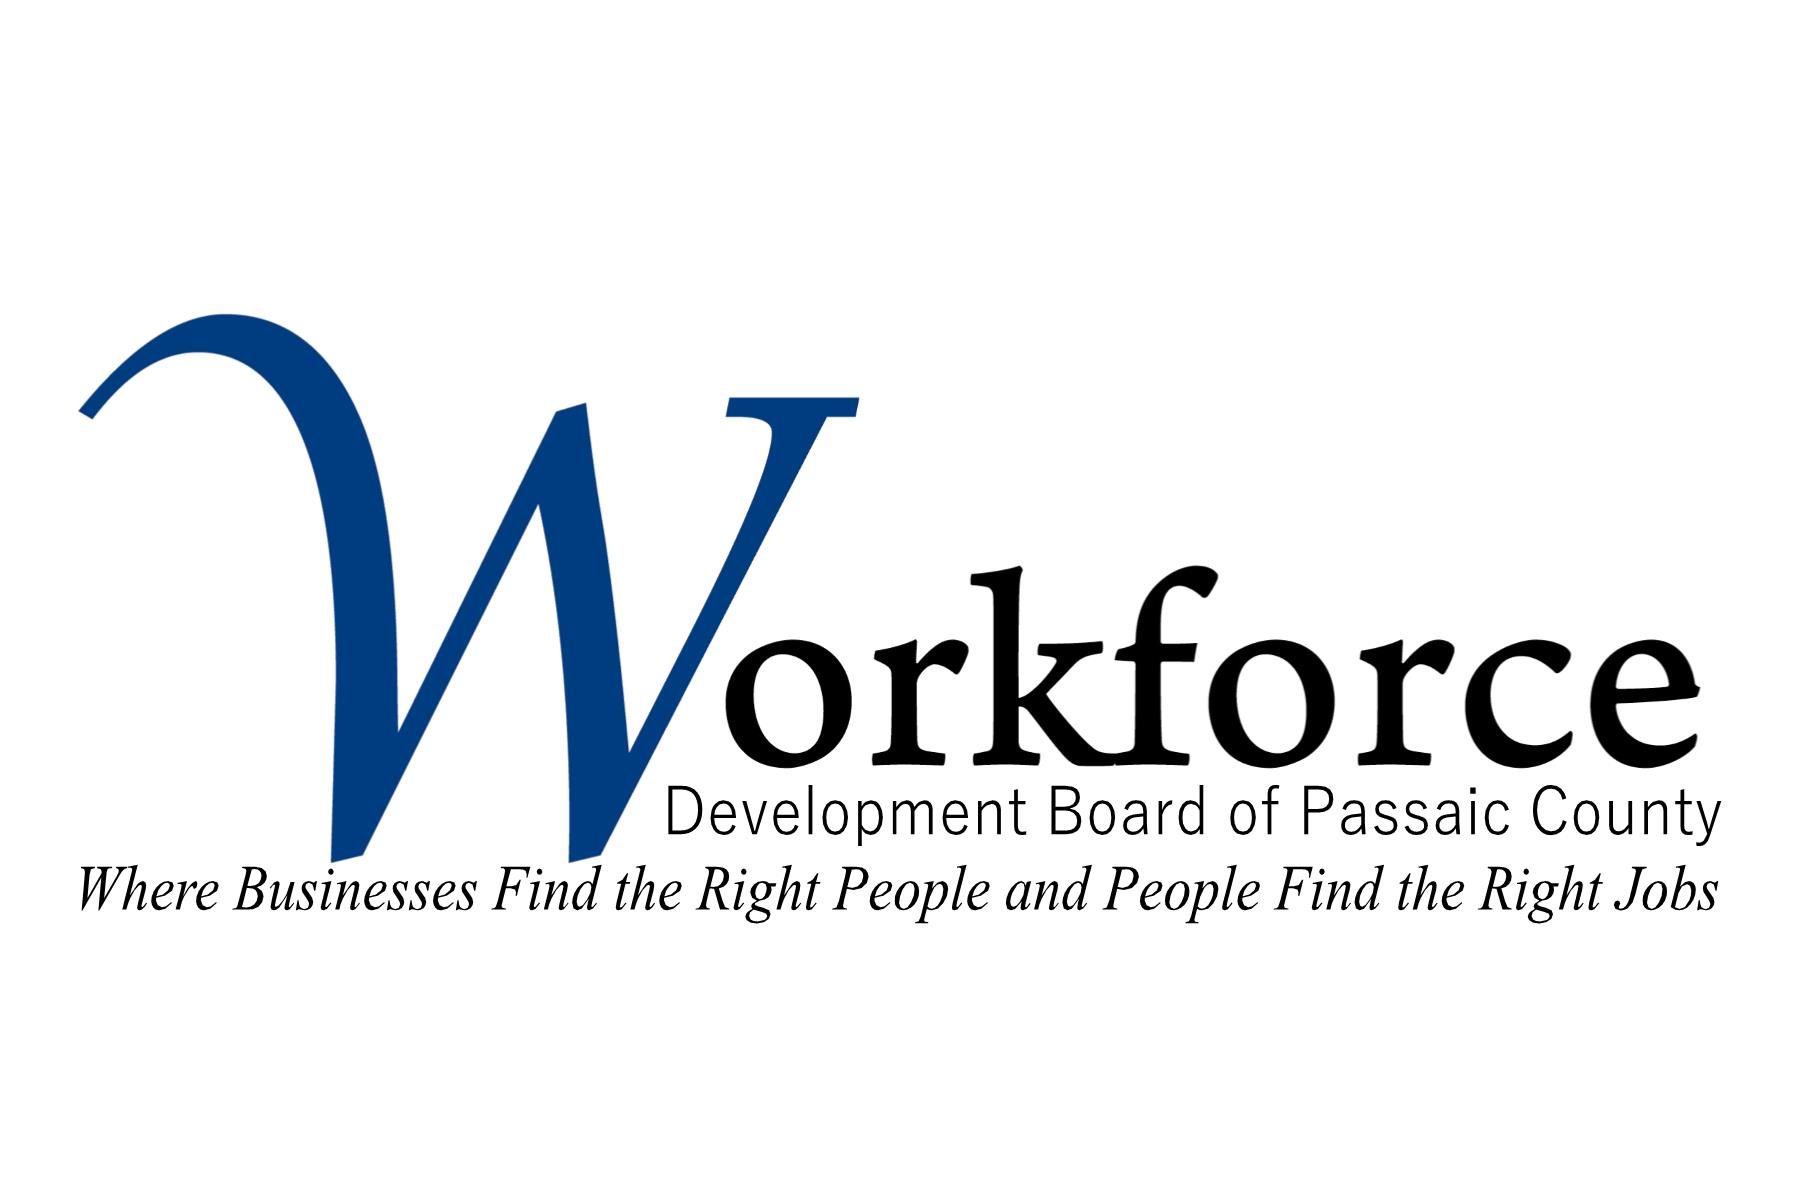 Workforce
Development Board of Passaic County
Where Businesses Find the Right People and People Find the Right Jobs